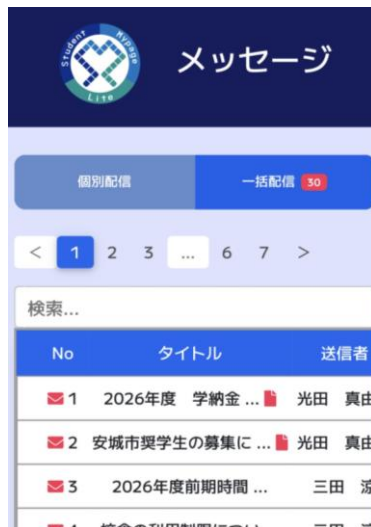 Student Mypage Lite
メッセージ
個別配信
一括配信 30
< 1 2 3 ... 6 7 >
検索...
No タイトル 送信者
1 2026年度 学納金 ... 光田 真由
2 安城市奨学生の募集に ... 光田 真由
3 2026年度前期時間 ... 三田 涼